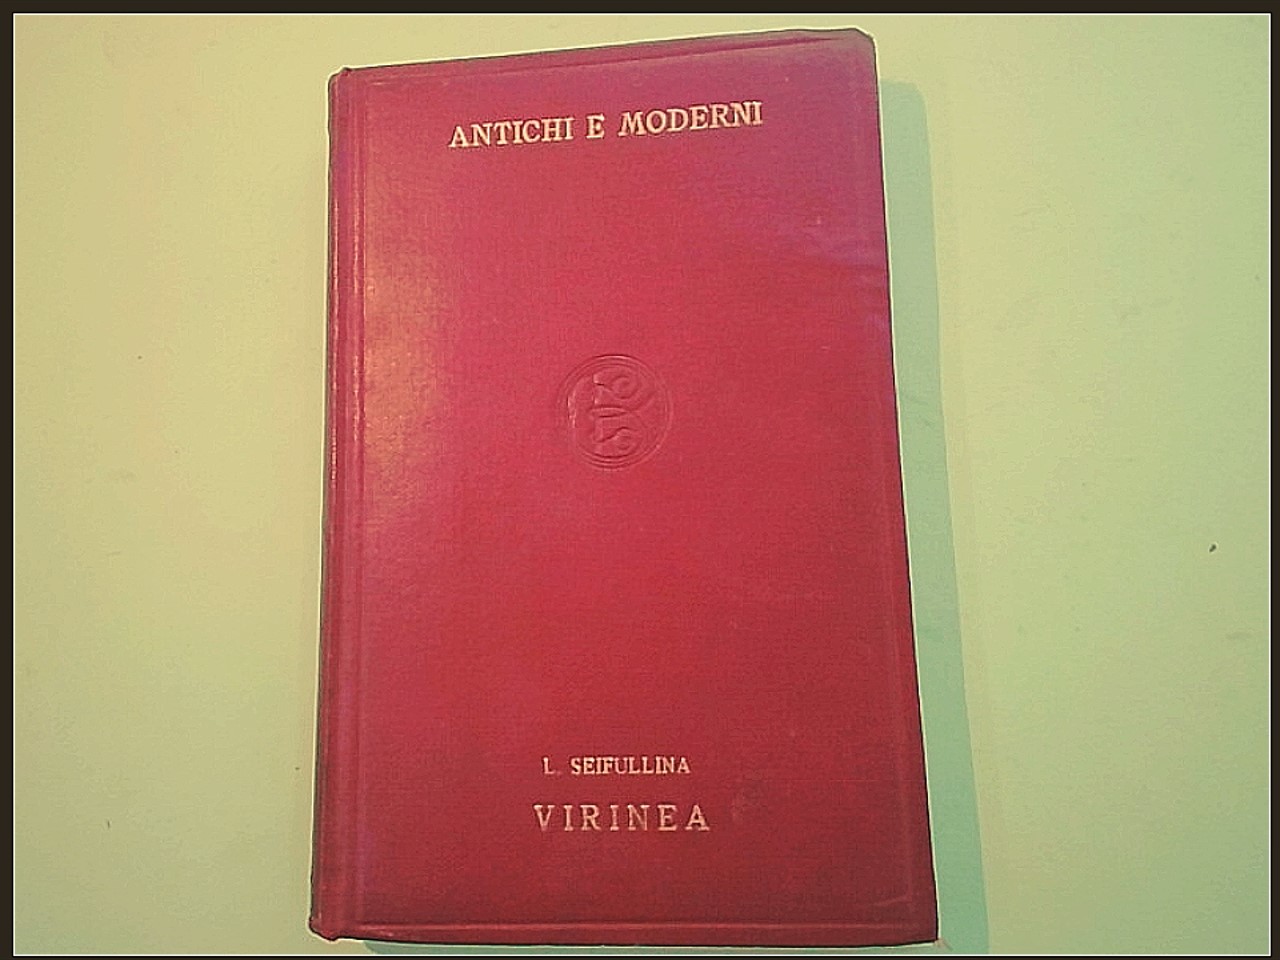 ANTICHI E MODERNI
L. SEIFULLINA
VIRINEA